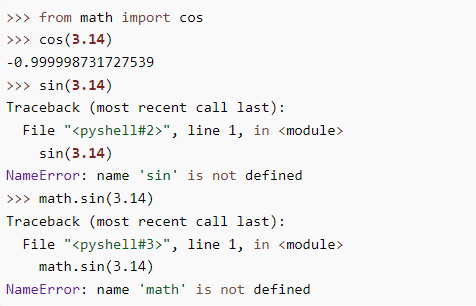 >>> from math import cos
>>> cos(3.14)
-0.999998731727539
>>> sin(3.14)
Traceback (most recent call last):
  File "<pyshell#2>", line 1, in <module>
    sin(3.14)
NameError: name 'sin' is not defined
>>> math.sin(3.14)
Traceback (most recent call last):
  File "<pyshell#3>", line 1, in <module>
    math.sin(3.14)
NameError: name 'math' is not defined